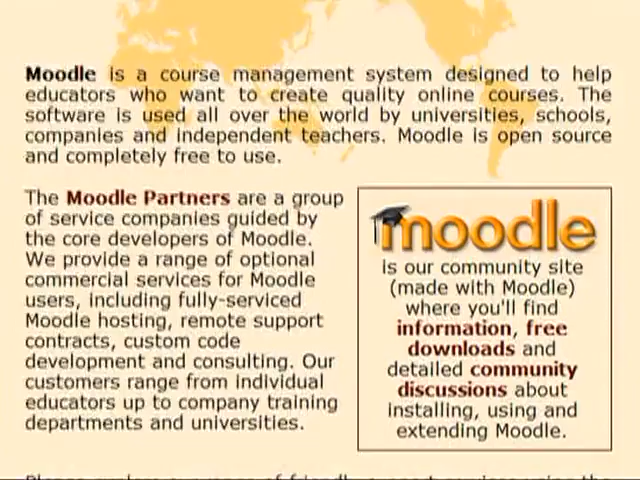 Moodle is a course management system designed to help
educators who want to create quality online courses. The
software is used all over the world by universities, schools,
companies and independent teachers. Moodle is open source
and completely free to use.
The Moodle Partners are a group
of service companies guided by
the core developers of Moodle.
We provide a range of optional
commercial services for Moodle
users, including fully-serviced
Moodle hosting, remote support
contracts, custom code
development and consulting. Our
customers range from individual
educators up to company training
departments and universities.
moodle
is our community site
(made with Moodle)
where you'll find
information, free
downloads and
detailed community
discussions about
installing, using and
extending Moodle.